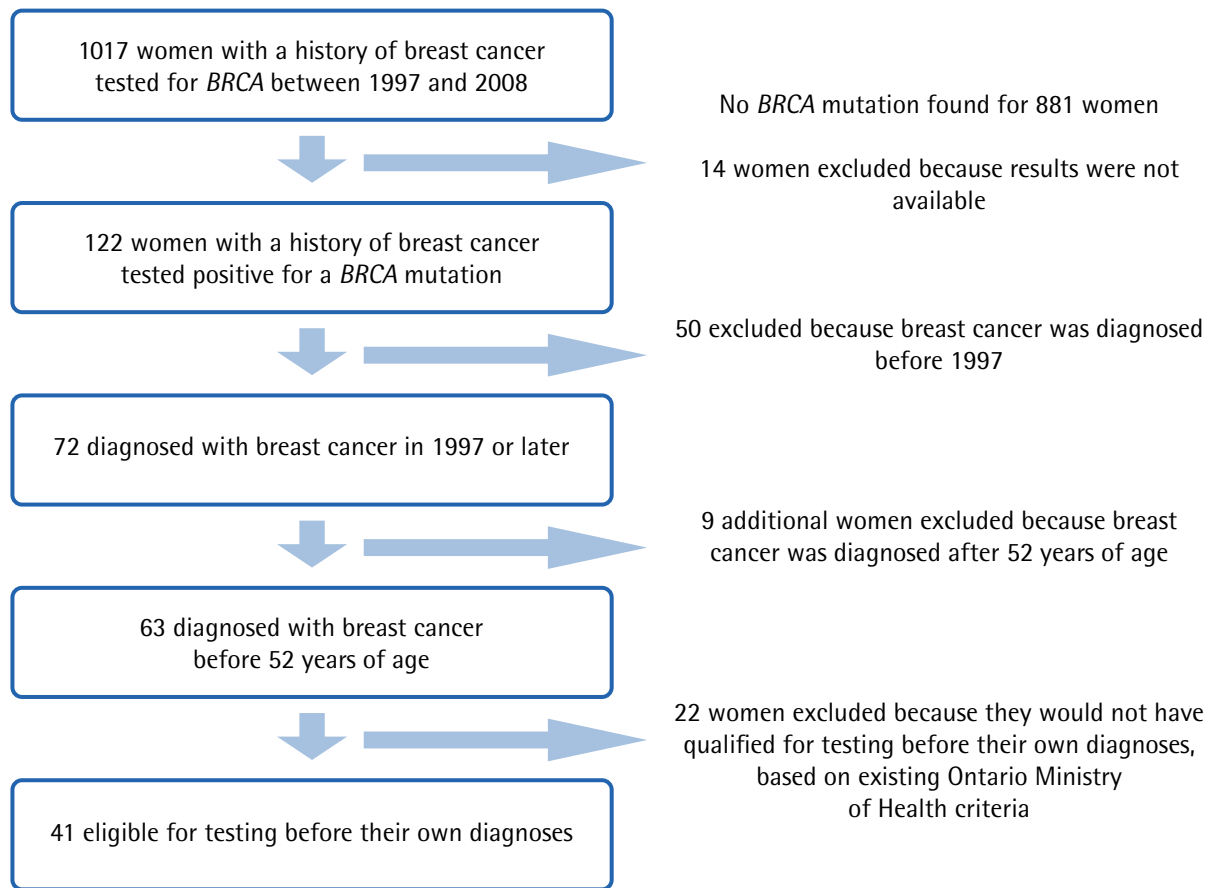 1017 women with a history of breast cancer
tested for BRCA between 1997 and 2008
No BRCA mutation found for 881 women
14 women excluded because results were not
available
122 women with a history of breast cancer
tested positive for a BRCA mutation
50 excluded because breast cancer was diagnosed
before 1997
72 diagnosed with breast cancer in 1997 or later
9 additional women excluded because breast
cancer was diagnosed after 52 years of age
63 diagnosed with breast cancer
before 52 years of age
22 women excluded because they would not have
qualified for testing before their own diagnoses,
based on existing Ontario Ministry
of Health criteria
41 eligible for testing before their own diagnoses